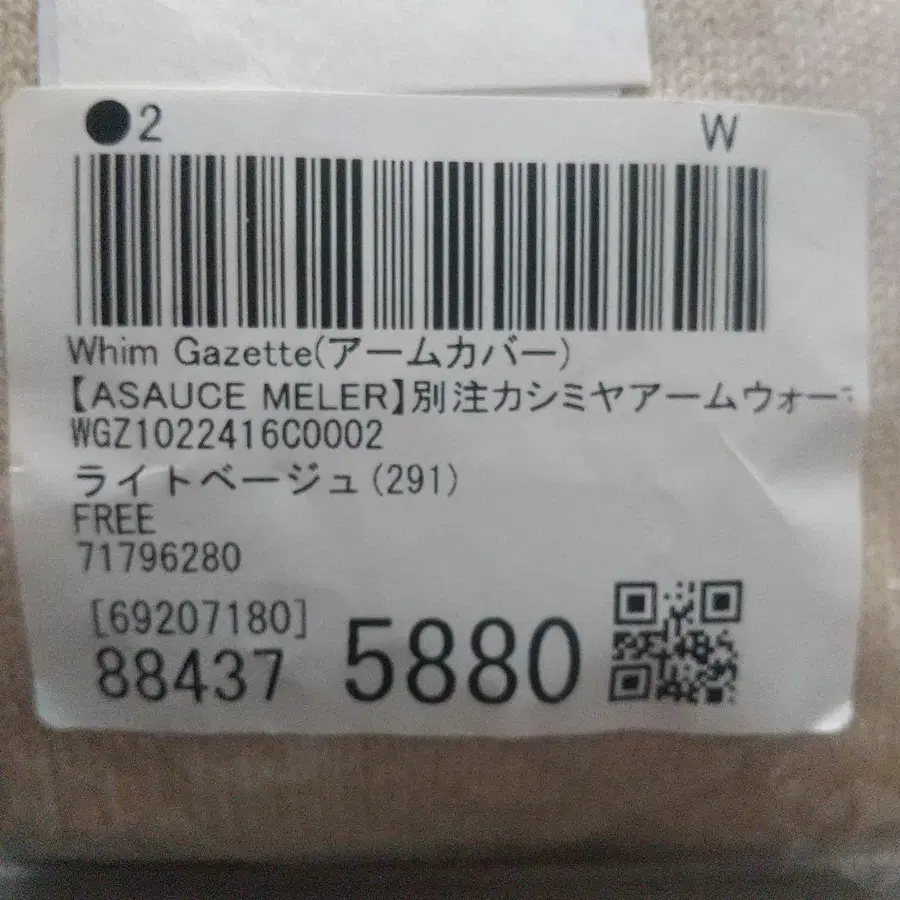 ●2 W
Whim Gazette(アームカバー)
【ASAUCE MELER】別注カシミヤアームウォー
WGZ1022416C0002
ライトベージュ(291)
FREE
71796280
[69207180]
88437 5880